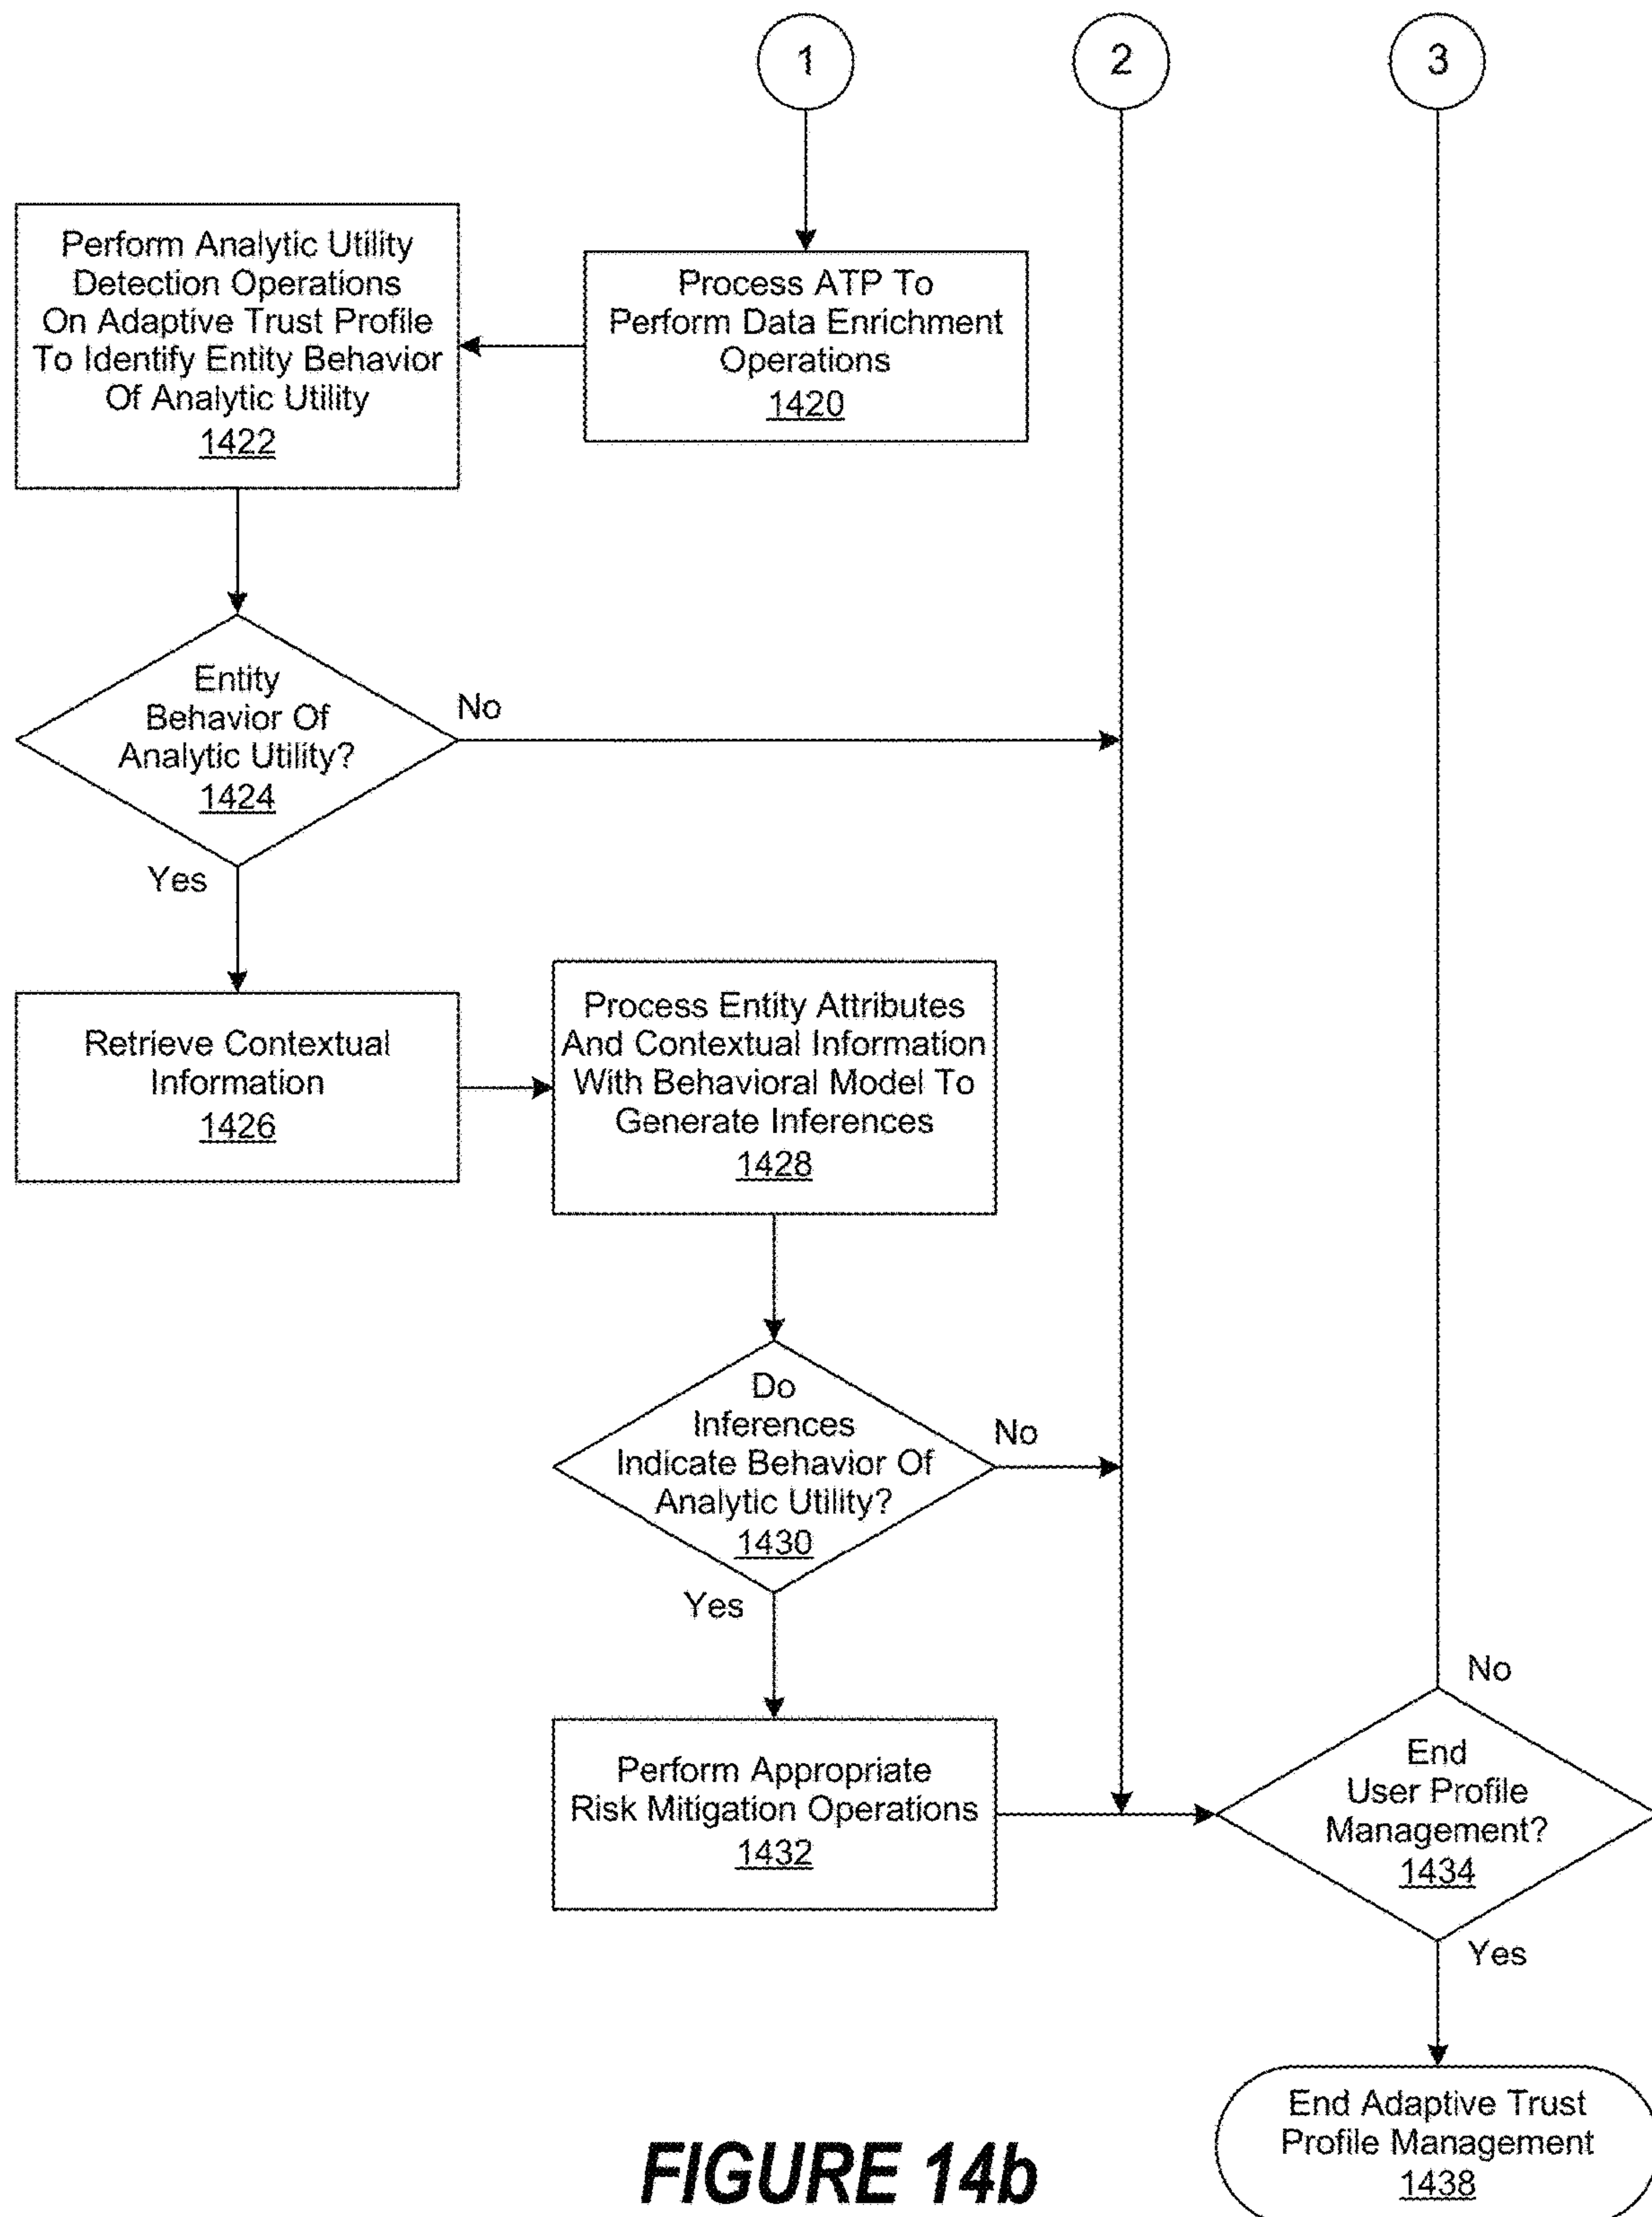 1
2
3
Perform Analytic Utility
Detection Operations
On Adaptive Trust Profile
To Identify Entity Behavior
Of Analytic Utility
1422
Process ATP To
Perform Data Enrichment
Operations
1420
Entity
Behavior Of
Analytic Utility?
1424
No
Yes
Retrieve Contextual
Information
1426
Process Entity Attributes
And Contextual Information
With Behavioral Model To
Generate Inferences
1428
Do
Inferences
Indicate Behavior Of
Analytic Utility?
1430
No
Yes
Perform Appropriate
Risk Mitigation Operations
1432
No
End
User Profile
Management?
1434
Yes
End Adaptive Trust
Profile Management
1438
FIGURE 14b